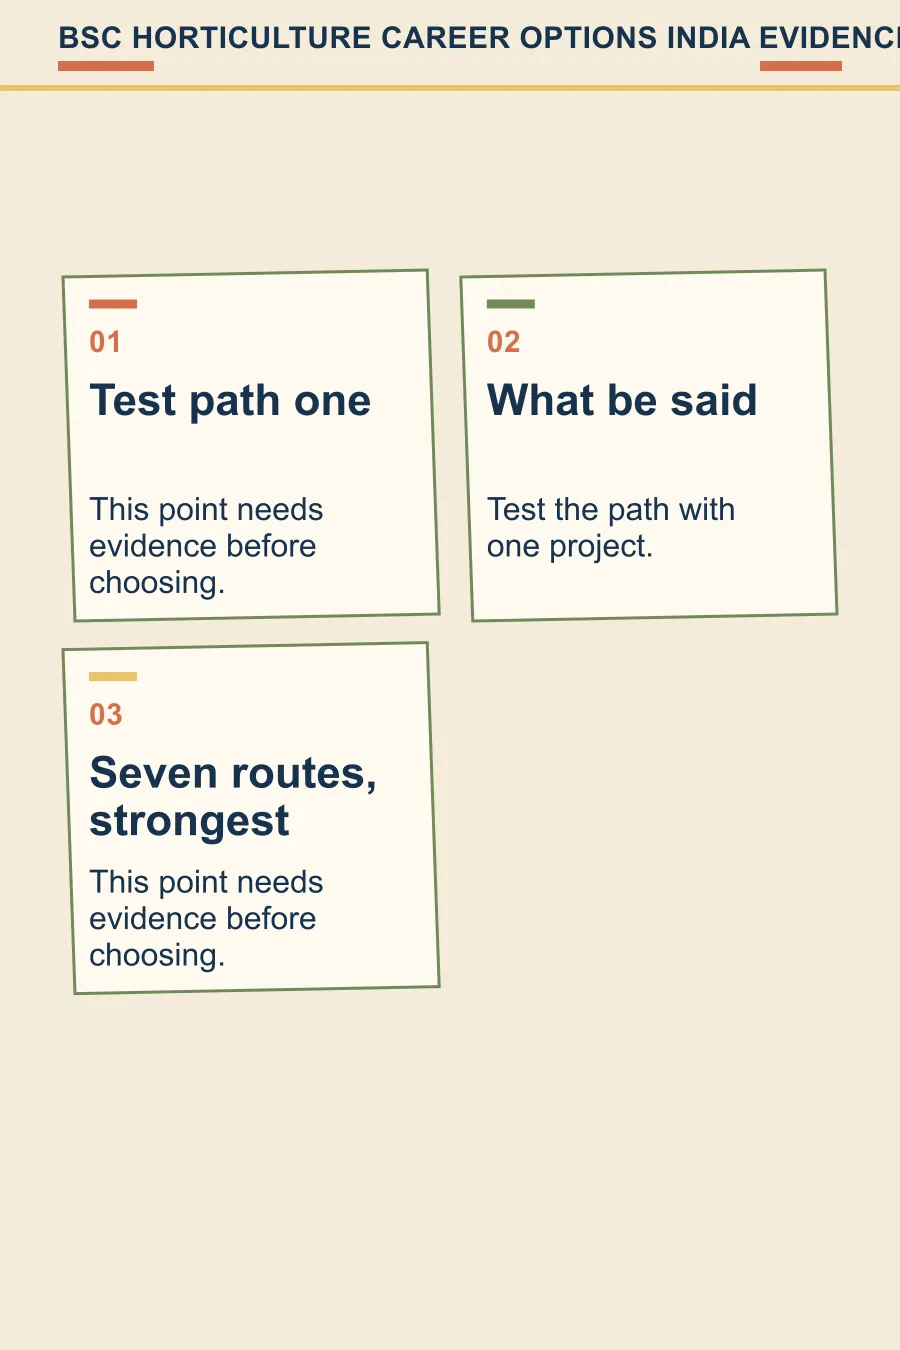 BSC HORTICULTURE CAREER OPTIONS INDIA
01
Test path one
This point needs
evidence before
choosing.
02
What be said
Test the path with
one project.
03
Seven routes,
strongest
This point needs
evidence before
choosing.